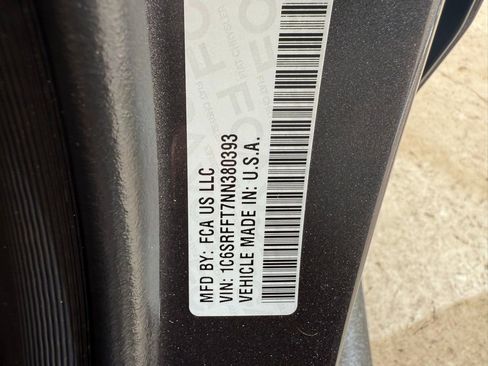 MFD BY: FCA US LLC
VIN: 1C6SRFFT7NN380393
VEHICLE MADE IN: U.S.A.